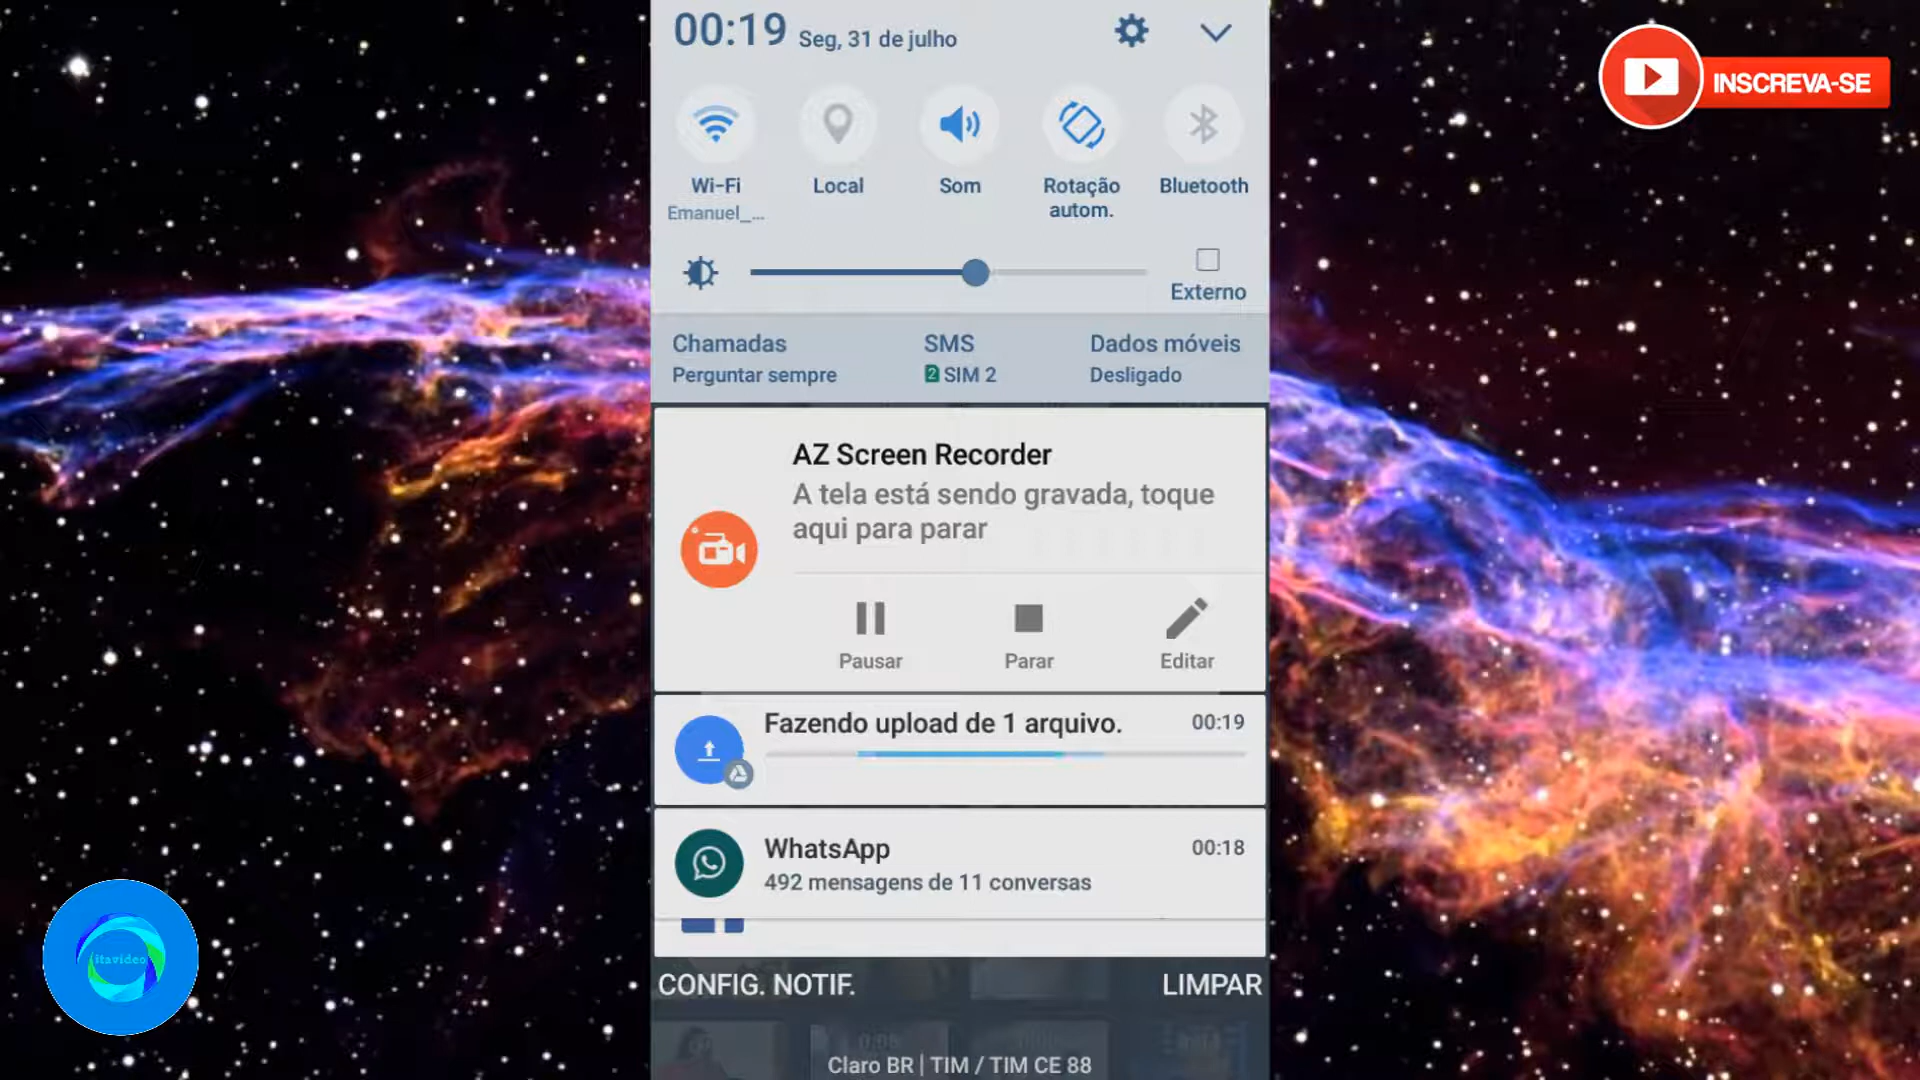 00:19 Seg, 31 de julho
INSCREVA-SE
Wi-Fi
Emanuel_...
Local
Som
Rotação
autom.
Bluetooth
Externo
Chamadas
Perguntar sempre
SMS
2 SIM 2
Dados móveis
Desligado
AZ Screen Recorder
A tela está sendo gravada, toque
aqui para parar
Pausar
Parar
Editar
Fazendo upload de 1 arquivo.
00:19
WhatsApp
00:18
492 mensagens de 11 conversas
CONFIG. NOTIF.
LIMPAR
Claro BR | TIM / TIM CE 88
itavideo